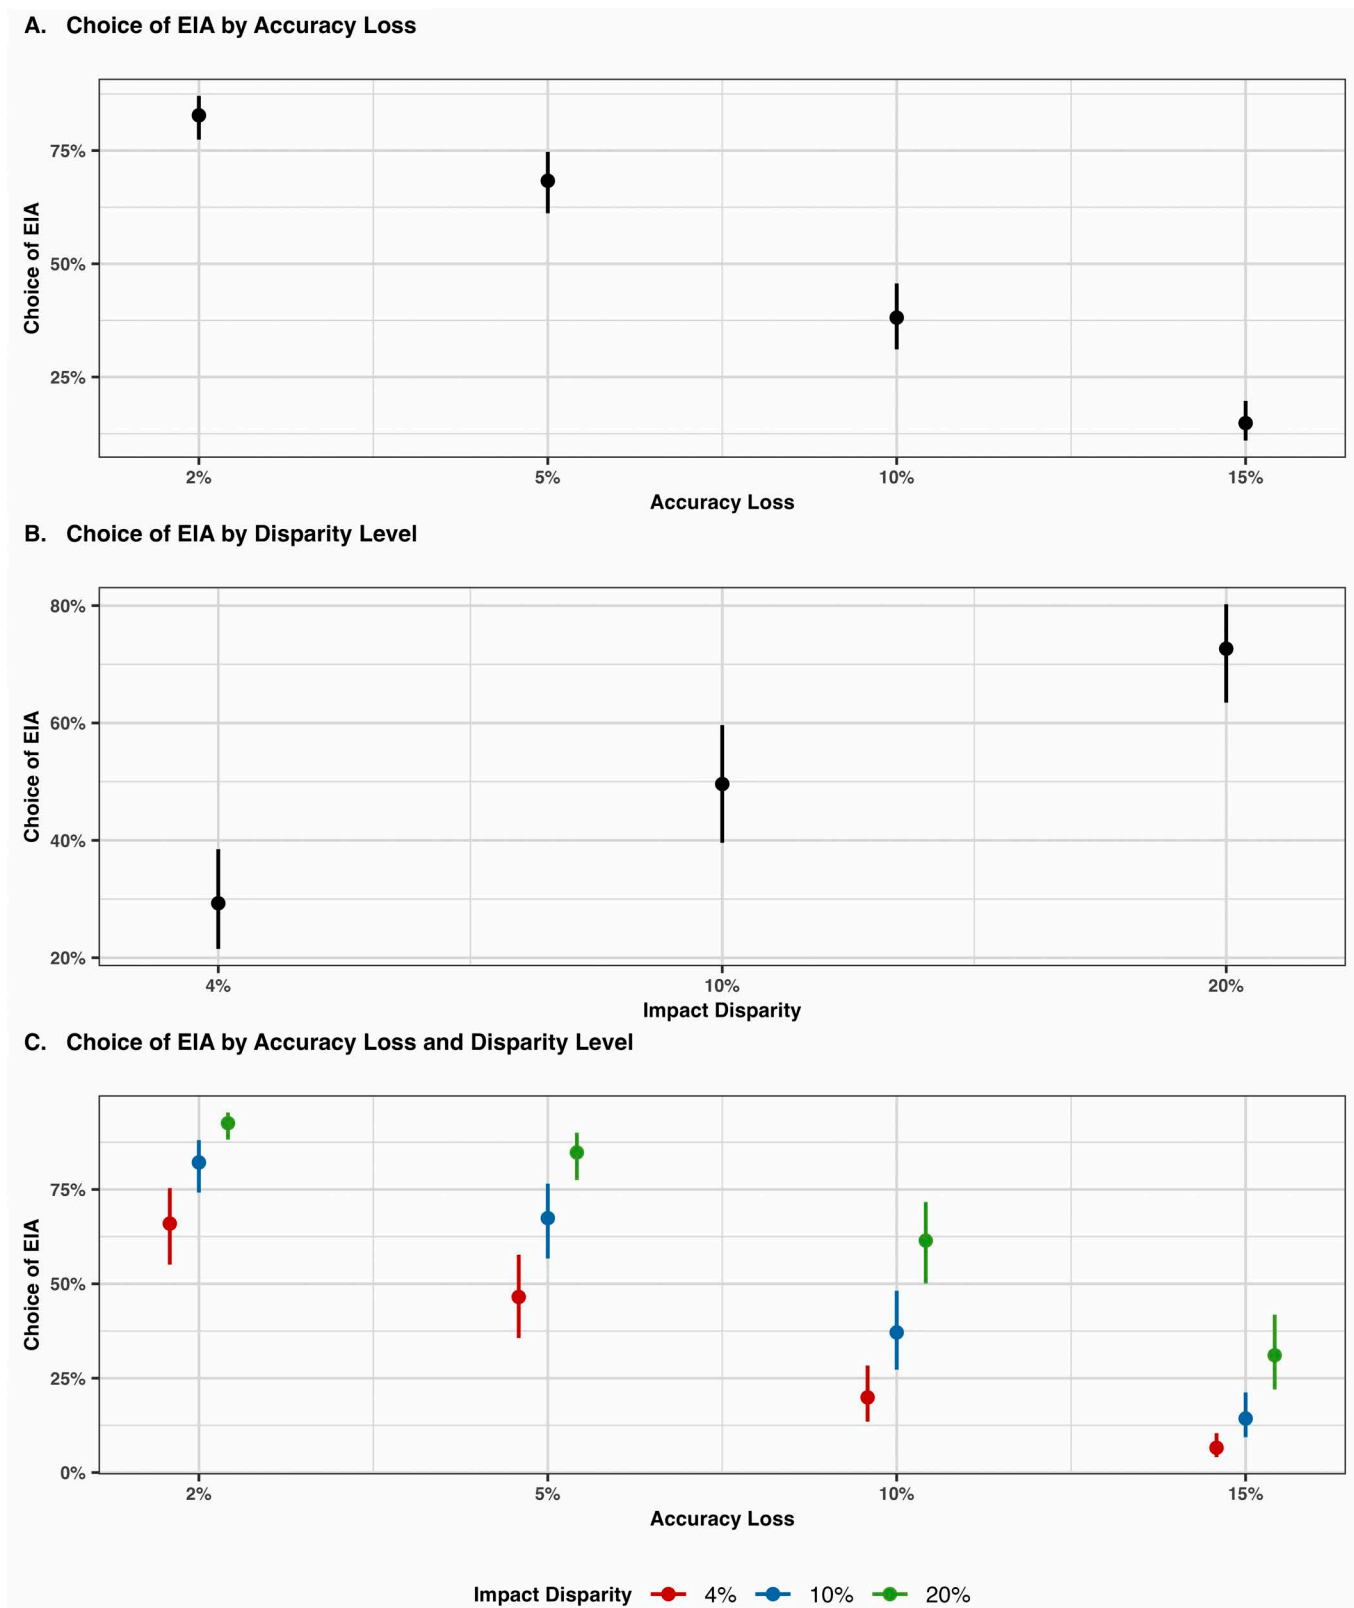 A. Choice of EIA by Accuracy Loss
Choice of EIA
75%
50%
25%
2% 5% 10% 15%
Accuracy Loss
B. Choice of EIA by Disparity Level
Choice of EIA
80%
60%
40%
20%
4% 10% 20%
Impact Disparity
C. Choice of EIA by Accuracy Loss and Disparity Level
Choice of EIA
75%
50%
25%
0%
2% 5% 10% 15%
Accuracy Loss
Impact Disparity 4% 10% 20%